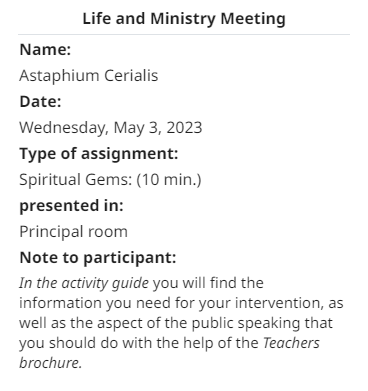 Life and Ministry Meeting
Name:
Astaphium Cerialis
Date:
Wednesday, May 3, 2023
Type of assignment:
Spiritual Gems: (10 min.)
presented in:
Principal room
Note to participant:
In the activity guide you will find the
information you need for your intervention, as
well as the aspect of the public speaking that
you should do with the help of the Teachers
brochure.